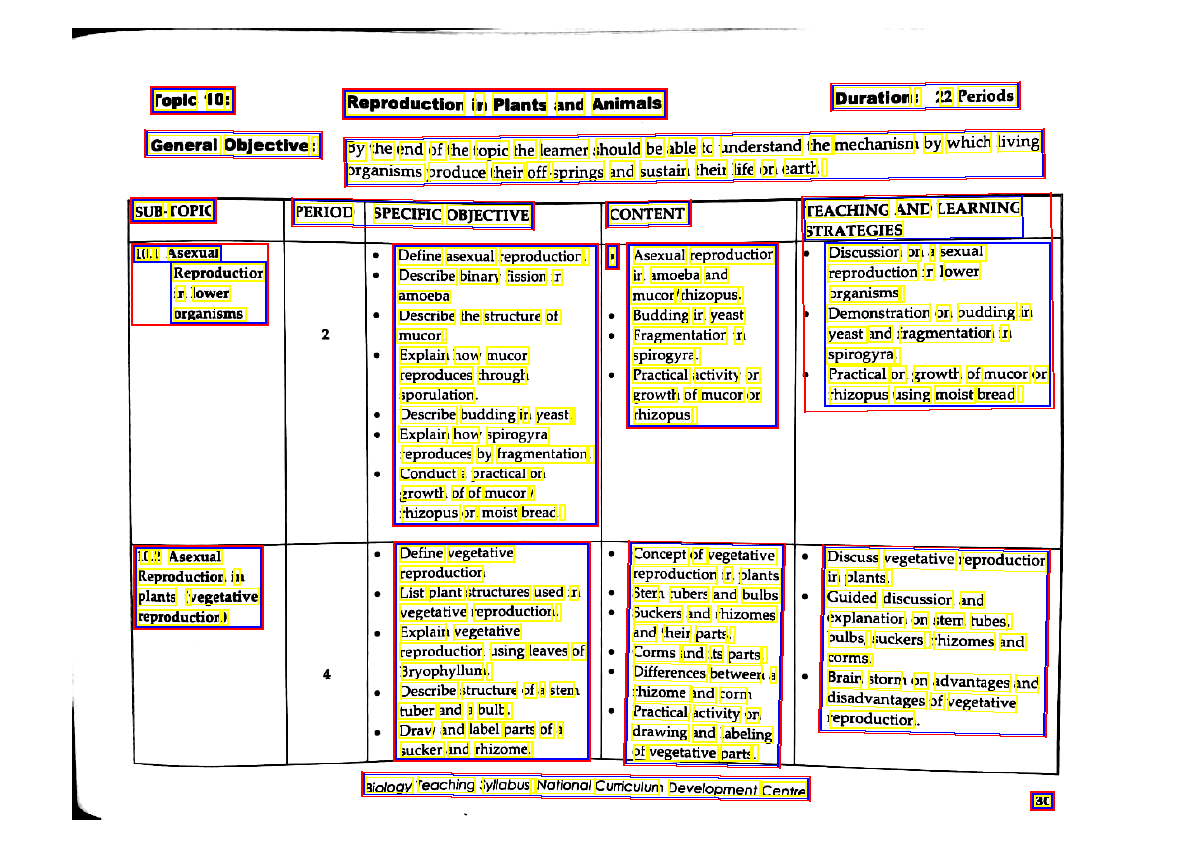 Topic 10: Reproduction in Plants and Animals Duration: 22 Periods
General Objective: By the end of the topic the learner should be able to understand the mechanism by which living
organisms produce their off-springs and sustain their life on earth.
SUB-TOPIC
PERIOD
SPECIFIC OBJECTIVE
CONTENT
TEACHING AND LEARNING
STRATEGIES
10.1 Asexual
Reproduction
in lower
organisms
2
• Define asexual reproduction.
• Describe binary fission in
amoeba
• Describe the structure of
mucor
• Explain how mucor
reproduces through
sporulation.
• Describe budding in yeast
• Explain how spirogyra
reproduces by fragmentation.
• Conduct a practical on
growth of of mucor /
rhizopus on moist bread
• Asexual reproduction
in amoeba and
mucor/rhizopus.
• Budding in yeast
• Fragmentation in
spirogyra.
• Practical activity on
growth of mucor or
rhizopus
• Discussion on a sexual
reproduction in lower
organisms
• Demonstration on budding in
yeast and fragmentation in
spirogyra.
• Practical on growth of mucor or
rhizopus using moist bread
10.2 Asexual
Reproduction in
plants (vegetative
reproduction)
4
• Define vegetative
reproduction
• List plant structures used in
vegetative reproduction.
• Explain vegetative
reproduction using leaves of
Bryophyllum.
• Describe structure of a stem
tuber and a bulb.
• Draw and label parts of a
sucker and rhizome.
• Concept of vegetative
reproduction in plants
• Stem tubers and bulbs
• Suckers and rhizomes
and their parts.
• Corms and its parts
• Differences between a
rhizome and corm
• Practical activity on
drawing and labeling
of vegetative parts.
• Discuss vegetative reproduction
in plants.
• Guided discussion and
explanation on stem tubes,
bulbs, suckers rhizomes and
corms.
• Brain storm on advantages and
disadvantages of vegetative
reproduction.
Biology Teaching Syllabus National Curriculum Development Centre
30